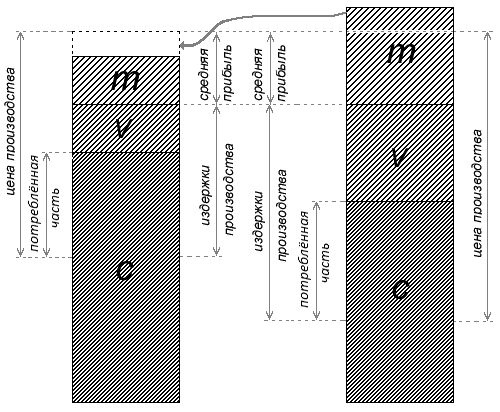 цена производства
потреблённая
часть
m
v
c
средняя
прибыль
издержки
производства
средняя
прибыль
издержки
производства
потреблённая
часть
m
v
c
цена производства